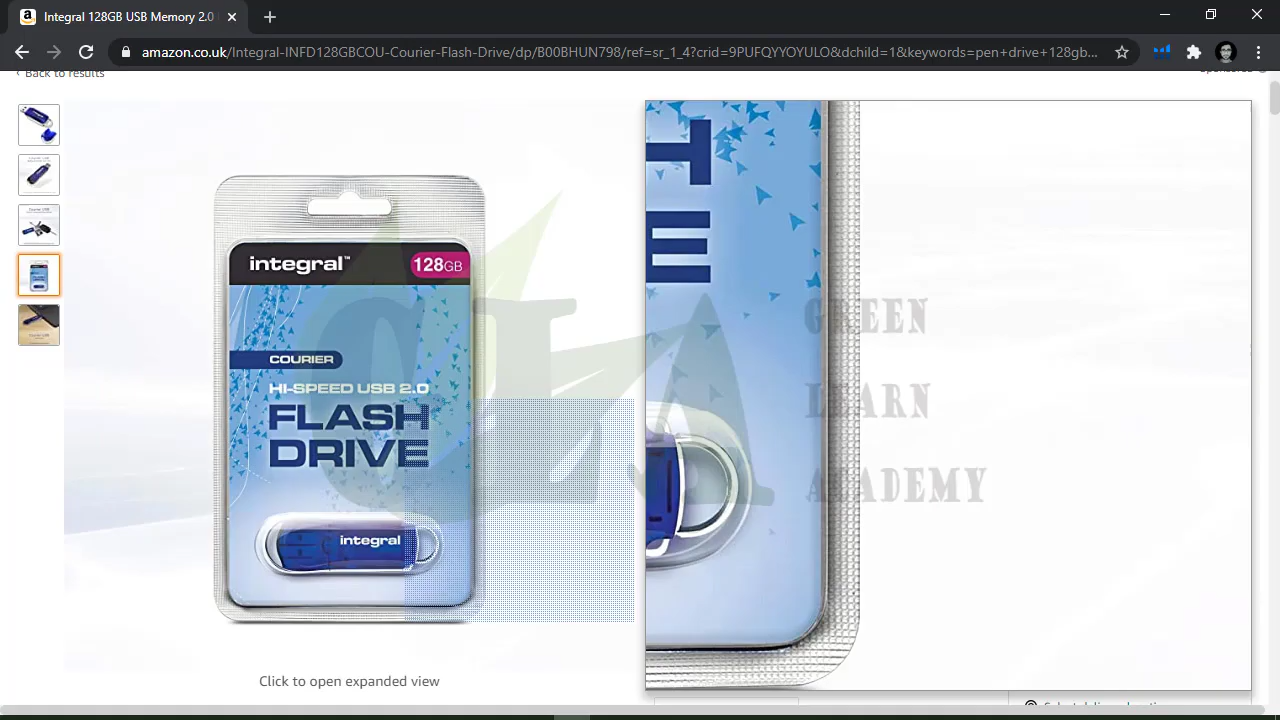 Integral 128GB USB Memory 2.0
amazon.co.uk/Integral-INFD128GBCOU-Courier-Flash-Drive/dp/B00BHUN798/ref=sr_1_4?crid=9PUFQYYOYULO&dchild=1&keywords=pen+drive+128gb...
Back to results
integral™
128GB
COURIER
HI-SPEED USB 2.0
FLASH
DRIVE
integral
H
E
GLA
GREEN
LEARN
ACADEMY
Click to open expanded view